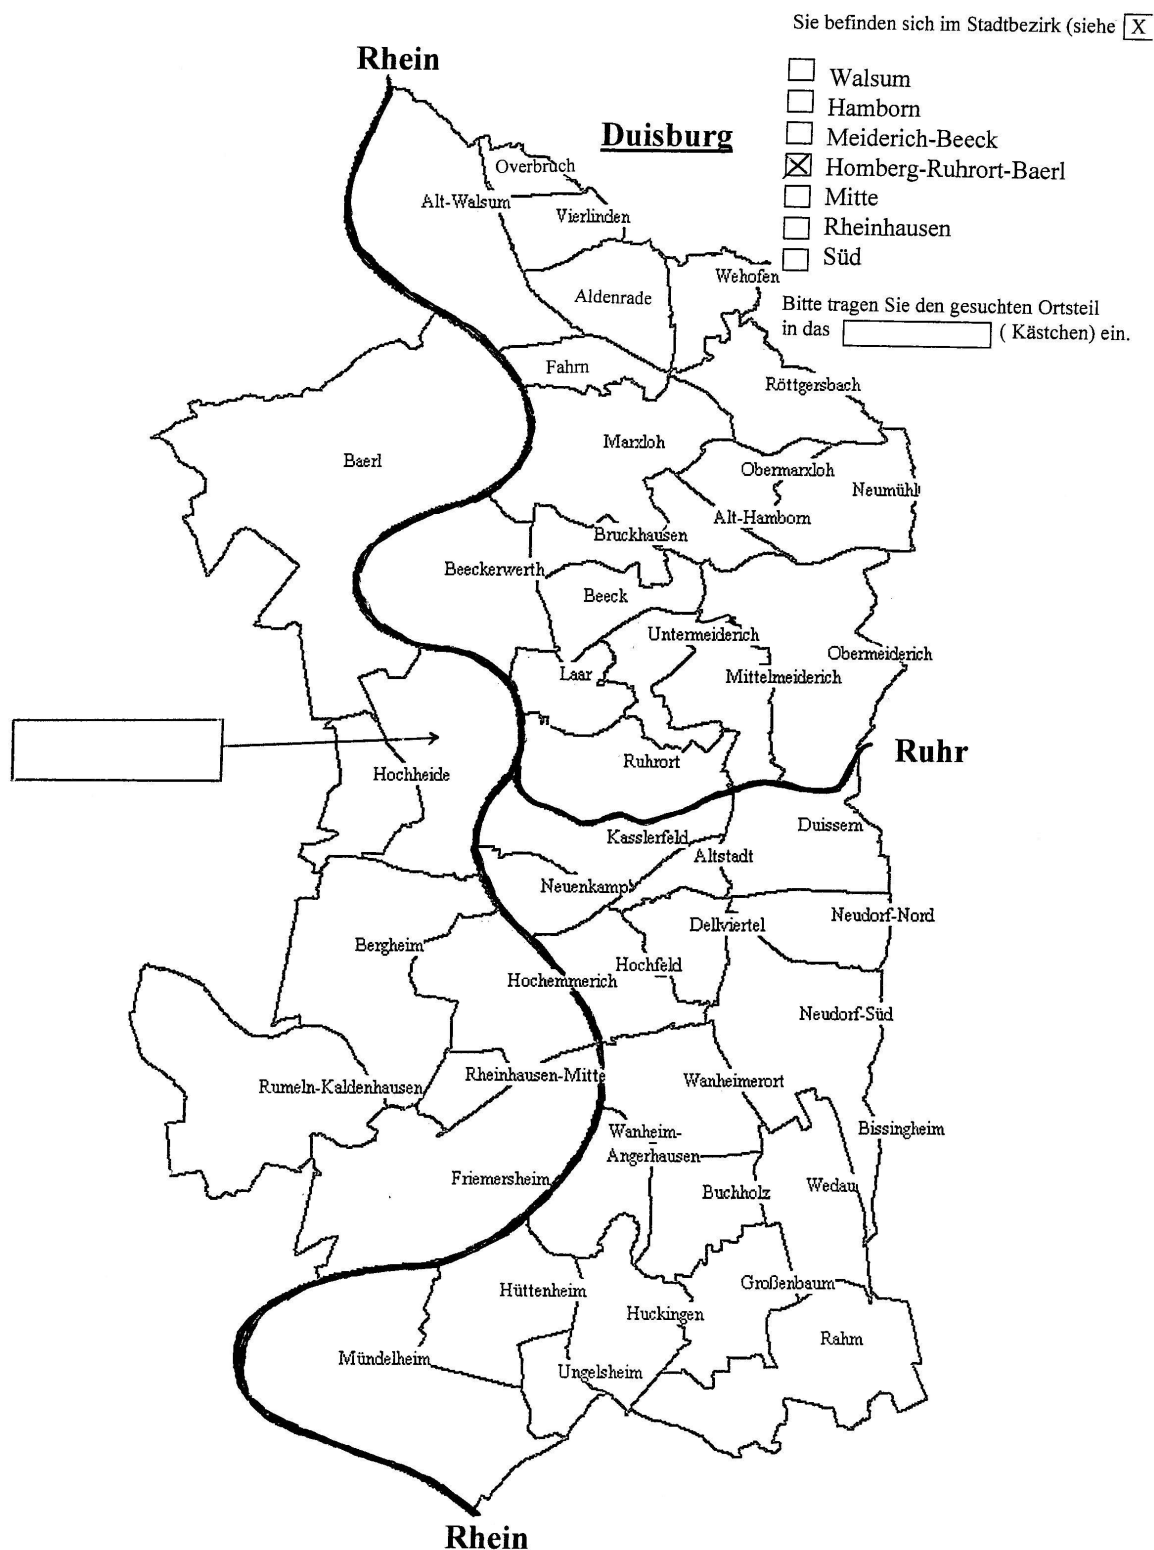 Sie befinden sich im Stadtbezirk (siehe X
Rhein
Duisburg
Walsum
Hamborn
Meiderich-Beeck
Homberg-Ruhrort-Baerl
Mitte
Rheinhausen
Süd
Bitte tragen Sie den gesuchten Ortsteil
in das ( Kästchen) ein.
Overbruch
Alt-Walsum
Vierlinden
Wehofen
Aldenrade
Fahrn
Röttgersbach
Marxloh
Baerl
Obermarxloh
Neumühl
Alt-Hamborn
Bruckhausen
Beeckerwerth
Beeck
Untermeiderich
Obermeiderich
Laar
Mittelmeiderich
Ruhrort
Ruhr
Hochheide
Duissern
Kasslerfeld
Altstadt
Neuenkamp
Neudorf-Nord
Dellviertel
Bergheim
Hochfeld
Hochemmerich
Neudorf-Süd
Rheinhausen-Mitte
Wanheimerort
Rumeln-Kaldenhausen
Wanheim-
Angerhausen
Bissingheim
Friemersheim
Buchholz
Wedau
Hüttenheim
Großenbaum
Huckingen
Rahm
Mündelheim
Ungelsheim
Rhein